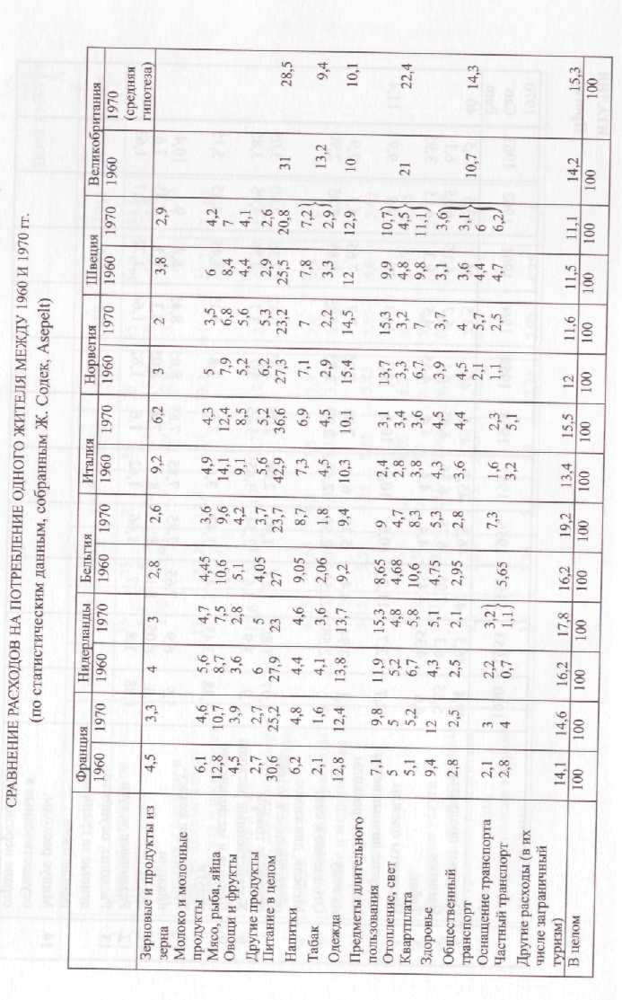 СРАВНЕНИЕ РАСХОДОВ НА ПОТРЕБЛЕНИЕ ОДНОГО ЖИТЕЛЯ МЕЖДУ 1960 И 1970 гг.
(по статистическим данным, собранным Ж. Содек, Asepelt)
Франция Нидерланды Бельгия Италия Норвегия Швеция Великобритания
1960 1970 1960 1970 1960 1970 1960 1970 1960 1970 1960 1970 1960 1970
(средняя
гипотеза)
Зерновые и продукты из 4,5 3,3 4 3 2,8 2,6 9,2 6,2 3 2 3,8 2,9
зерна
Молоко и молочные
продукты 6,1 4,6 5,6 4,7 4,45 3,6 4,9 4,3 5 3,5 6 4,2
Мясо, рыба, яйца 12,8 10,7 8,7 7,5 10,6 9,6 14,1 12,4 7,9 6,8 8,4 7
Овощи и фрукты 4,5 3,9 3,6 2,8 5,1 4,2 9,1 8,5 5,2 5,6 4,4 4,1
Другие продукты 2,7 2,7 6 5 4,05 3,7 5,6 5,2 6,2 5,3 2,9 2,6
Питание в целом 30,6 25,2 27,9 23 27 23,7 42,9 36,6 27,3 23,2 25,5 20,8 31 28,5
Напитки 6,2 4,8 4,4 4,6 9,05 8,7 7,3 6,9 7,1 7 7,8 7,2
Табак 2,1 1,6 4,1 3,6 2,06 1,8 4,5 4,5 2,9 2,2 3,3 2,9 13,2 9,4
Одежда 12,8 12,4 13,8 13,7 9,2 9,4 10,3 10,1 15,4 14,5 12 12,9 10 10,1
Предметы длительного
пользования 7,1 9,8 11,9 15,3 8,65 9 2,4 3,1 13,7 15,3 9,9 10,7
Отопление, свет 5 5 5,2 4,8 4,68 4,7 2,8 3,4 3,3 3,2 4,8 4,5 21 22,4
Квартплата 5,1 5,2 6,7 5,8 10,6 8,3 3,8 3,6 6,7 7 9,8 11,1
Здоровье 9,4 12 4,3 5,1 4,75 5,3 4,3 4,5 3,9 3,7 3,1 3,6
Общественный
транспорт 2,8 2,5 2,5 2,1 2,95 2,8 3,6 4,4 4,5 4 3,6 3,1 10,7 14,3
Оснащение транспорта 2,1 3 2,2 3,2 1,6 2,3 2,1 5,7 4,4 6
Частный транспорт 2,8 4 0,7 1,1 5,65 7,3 3,2 5,1 1,1 2,5 4,7 6,2
Другие расходы (в их
числе заграничный
туризм) 14,1 14,6 16,2 17,8 16,2 19,2 13,4 15,5 12 11,6 11,5 11,1 14,2 15,3
В целом 100 100 100 100 100 100 100 100 100 100 100 100 100 100